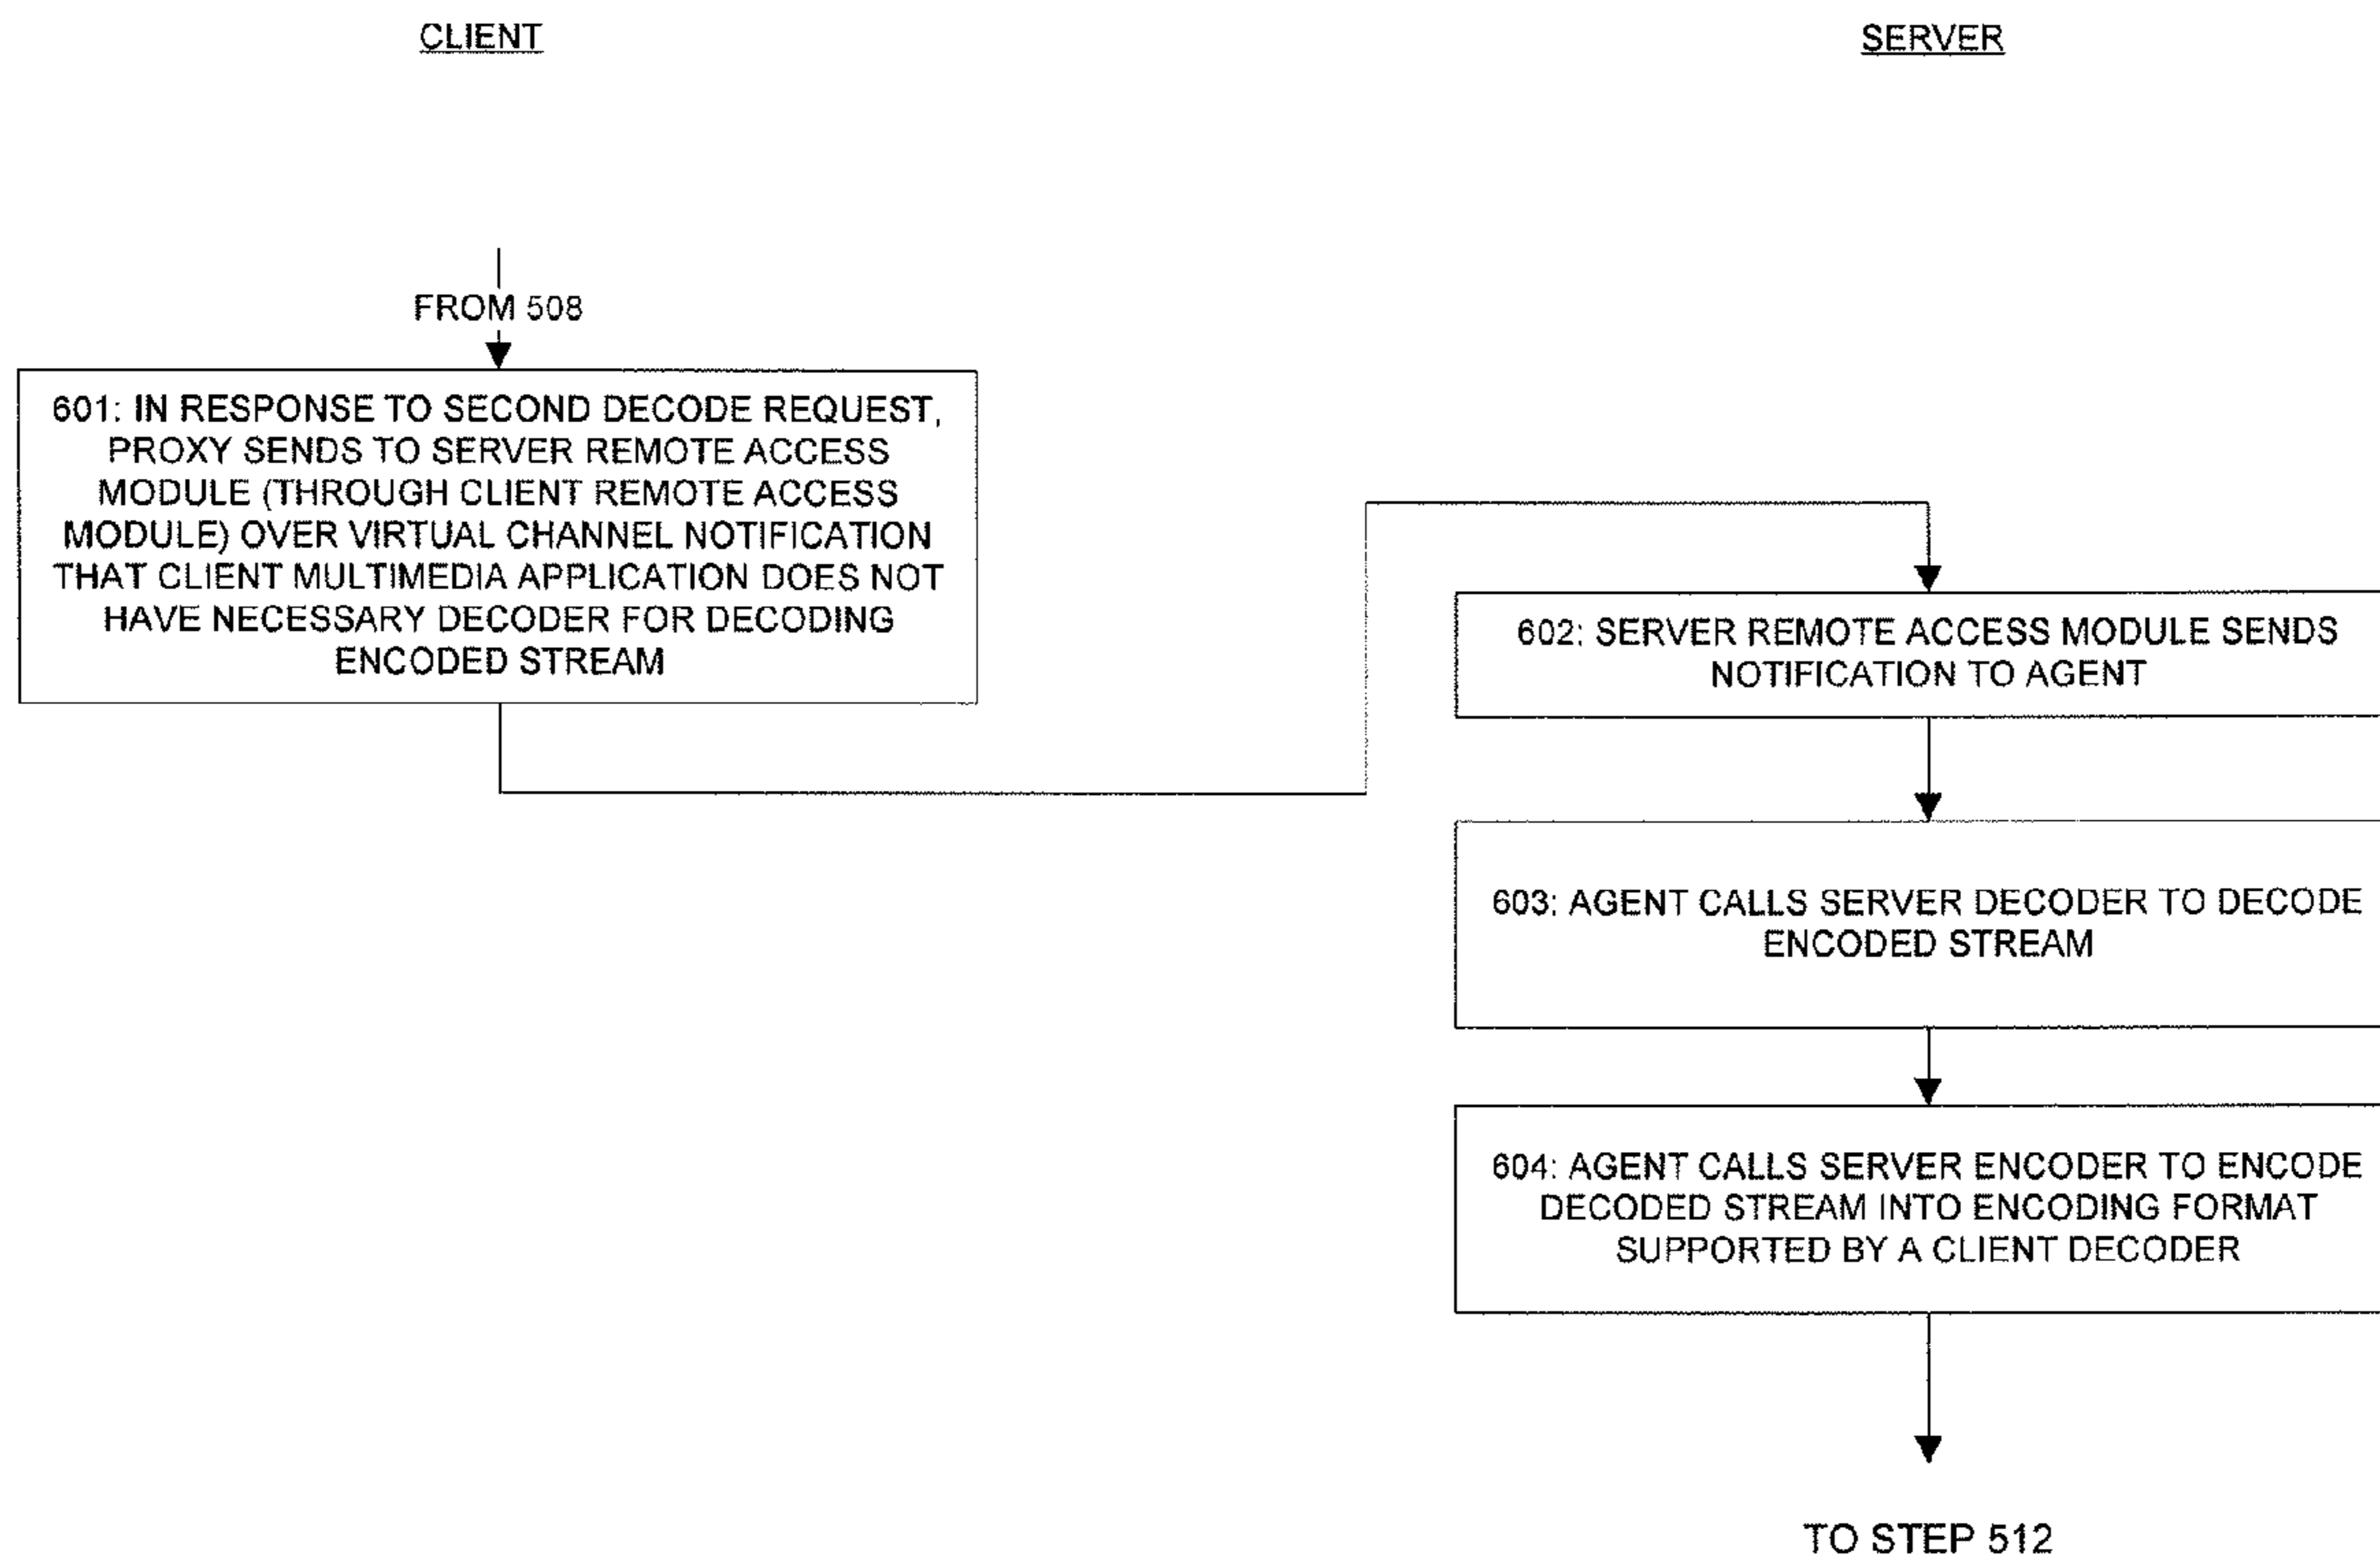 CLIENT
SERVER
FROM 508
601: IN RESPONSE TO SECOND DECODE REQUEST,
PROXY SENDS TO SERVER REMOTE ACCESS
MODULE (THROUGH CLIENT REMOTE ACCESS
MODULE) OVER VIRTUAL CHANNEL NOTIFICATION
THAT CLIENT MULTIMEDIA APPLICATION DOES NOT
HAVE NECESSARY DECODER FOR DECODING
ENCODED STREAM
602: SERVER REMOTE ACCESS MODULE SENDS
NOTIFICATION TO AGENT
603: AGENT CALLS SERVER DECODER TO DECODE
ENCODED STREAM
604: AGENT CALLS SERVER ENCODER TO ENCODE
DECODED STREAM INTO ENCODING FORMAT
SUPPORTED BY A CLIENT DECODER
TO STEP 512